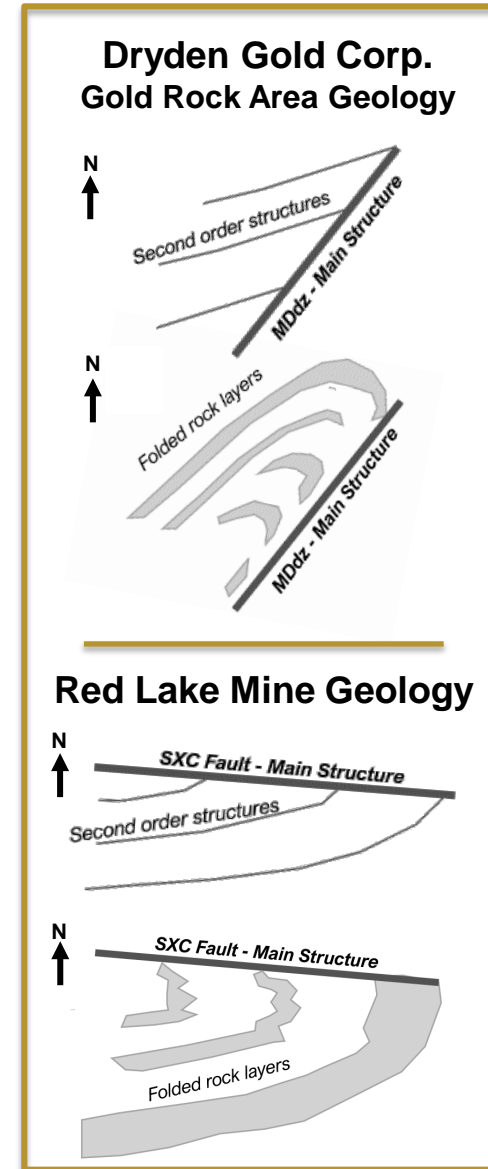 Dryden Gold Corp.
Gold Rock Area Geology
N
Second order structures
MDdz - Main Structure
N
Folded rock layers
MDdz - Main Structure
Red Lake Mine Geology
N
SXC Fault - Main Structure
Second order structures
N
SXC Fault - Main Structure
Folded rock layers